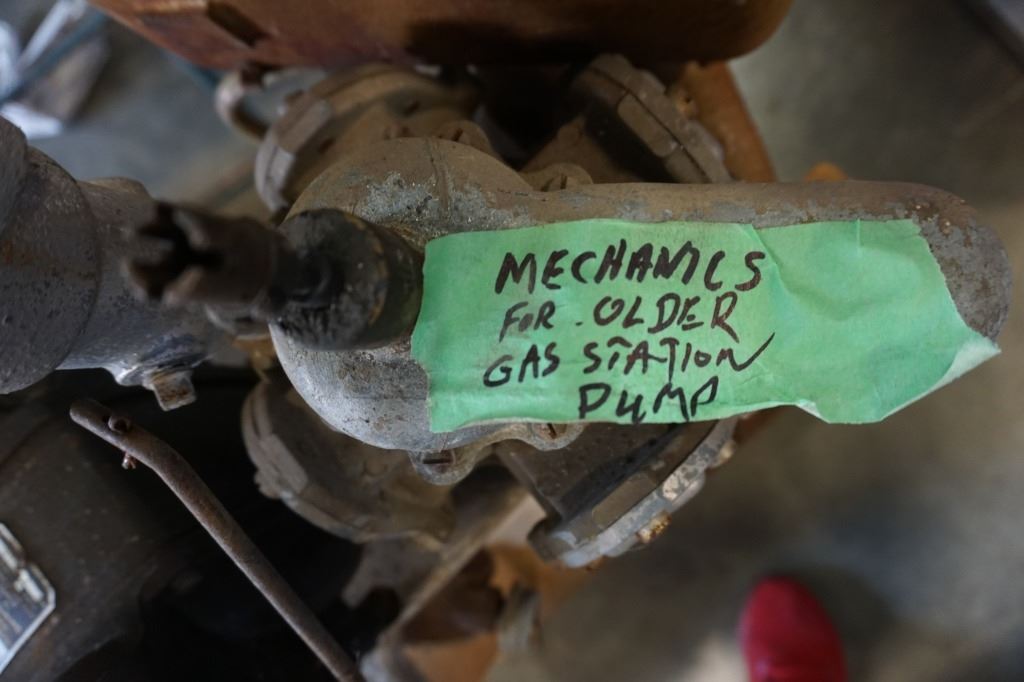 MECHANICS
FOR OLDER
GAS STATION
PUMP